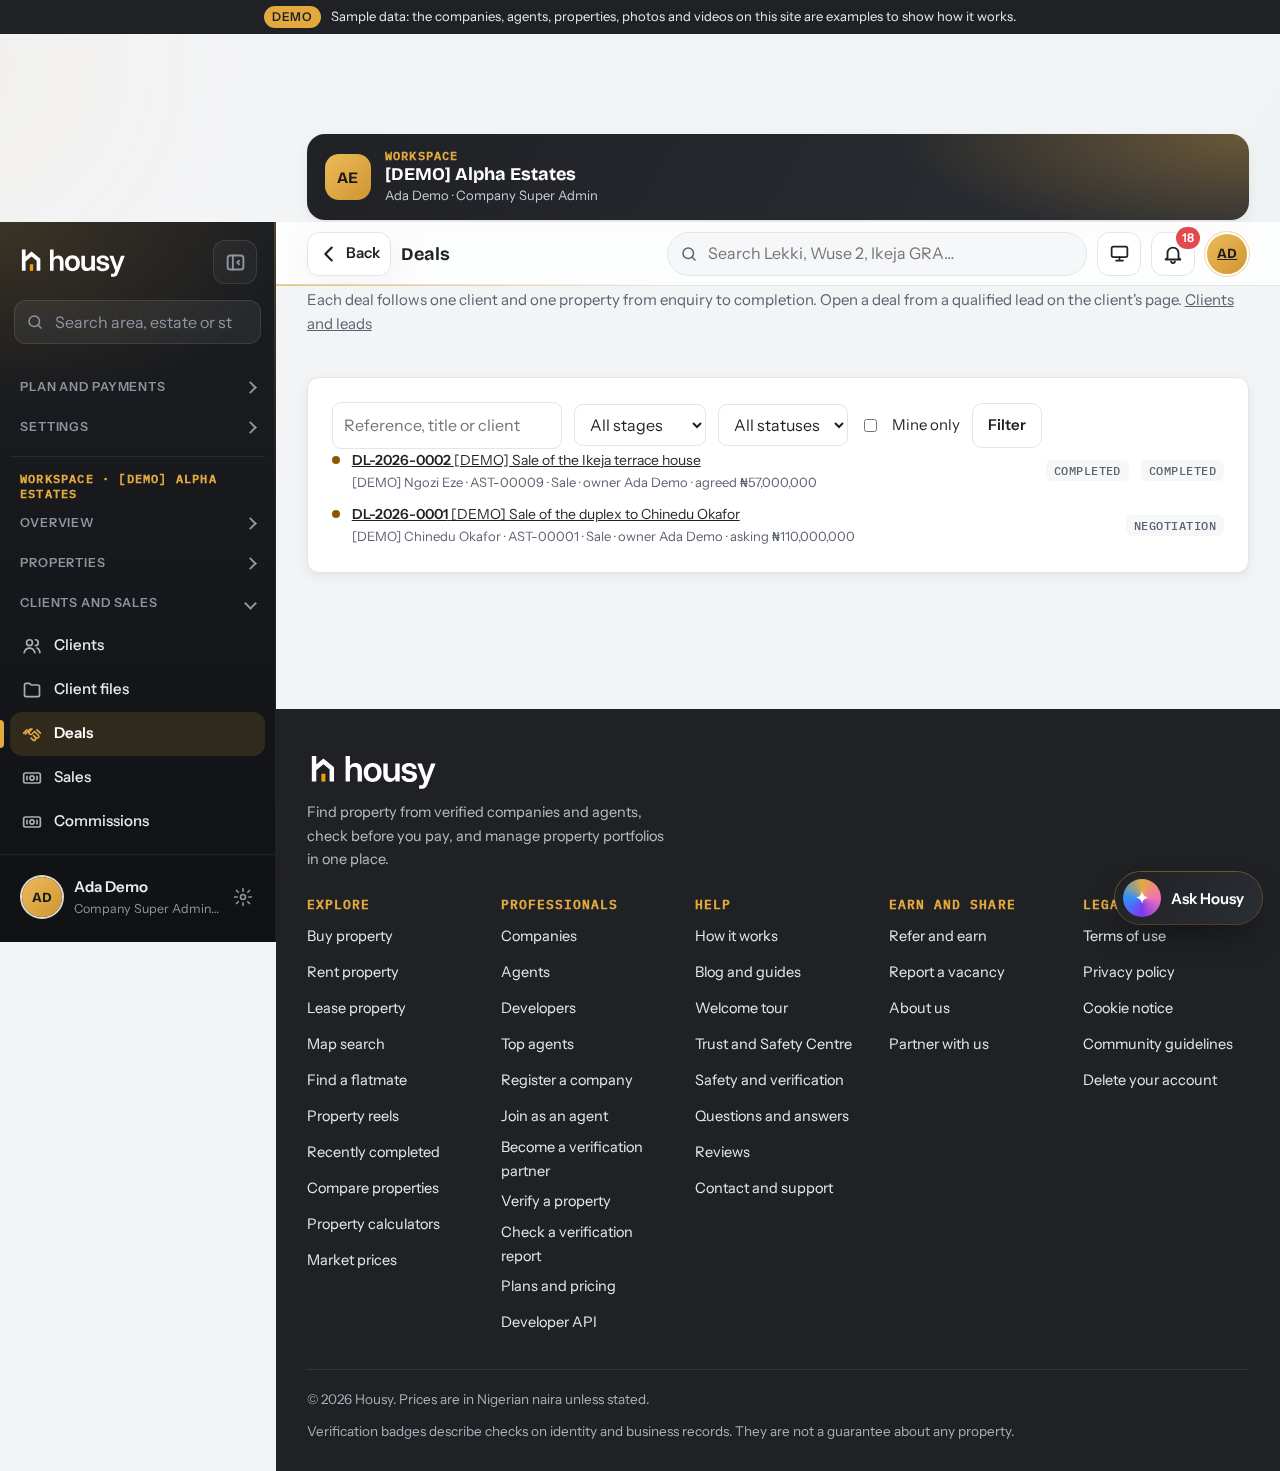 DEMO Sample data: the companies, agents, properties, photos and videos on this site are examples to show how it works.
AE
WORKSPACE
[DEMO] Alpha Estates
Ada Demo · Company Super Admin
housy
Search area, estate or st
PLAN AND PAYMENTS
SETTINGS
WORKSPACE · [DEMO] ALPHA
ESTATES
OVERVIEW
PROPERTIES
CLIENTS AND SALES
Clients
Client files
Deals
Sales
Commissions
AD
Ada Demo
Company Super Admin...
Back
Deals
Search Lekki, Wuse 2, Ikeja GRA...
18
AD
Each deal follows one client and one property from enquiry to completion. Open a deal from a qualified lead on the client's page. Clients
and leads
Reference, title or client
All stages
All statuses
Mine only
Filter
DL-2026-0002 [DEMO] Sale of the Ikeja terrace house
[DEMO] Ngozi Eze · AST-00009 · Sale · owner Ada Demo · agreed ₦57,000,000
COMPLETED
COMPLETED
DL-2026-0001 [DEMO] Sale of the duplex to Chinedu Okafor
[DEMO] Chinedu Okafor · AST-00001 · Sale · owner Ada Demo · asking ₦110,000,000
NEGOTIATION
housy
Find property from verified companies and agents,
check before you pay, and manage property portfolios
in one place.
EXPLORE
Buy property
Rent property
Lease property
Map search
Find a flatmate
Property reels
Recently completed
Compare properties
Property calculators
Market prices
PROFESSIONALS
Companies
Agents
Developers
Top agents
Register a company
Join as an agent
Become a verification
partner
Verify a property
Check a verification
report
Plans and pricing
Developer API
HELP
How it works
Blog and guides
Welcome tour
Trust and Safety Centre
Safety and verification
Questions and answers
Reviews
Contact and support
EARN AND SHARE
Refer and earn
Report a vacancy
About us
Partner with us
LEGA
Terms of use
Privacy policy
Cookie notice
Community guidelines
Delete your account
Ask Housy
© 2026 Housy. Prices are in Nigerian naira unless stated.
Verification badges describe checks on identity and business records. They are not a guarantee about any property.